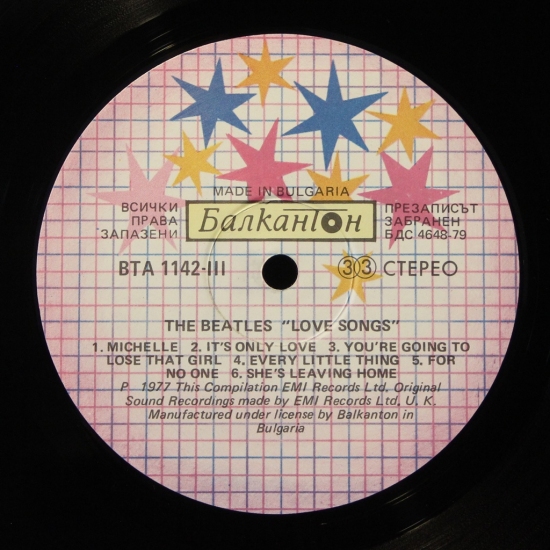 MADE IN BULGARIA
ВСИЧКИ
ПРАВА
ЗАПАЗЕНИ
Балкантон
ПРЕЗАПИСЪТ
ЗАБРАНЕН
БДС 4648-79
ВТА 1142-III
33 СТЕРЕО
THE BEATLES "LOVE SONGS"
1. MICHELLE 2. IT'S ONLY LOVE 3. YOU'RE GOING TO
LOSE THAT GIRL 4. EVERY LITTLE THING 5. FOR
NO ONE 6. SHE'S LEAVING HOME
P 1977 This Compilation EMI Records Ltd. Original
Sound Recordings made by EMI Records Ltd, U. K.
Manufactured under license by Balkanton in
Bulgaria